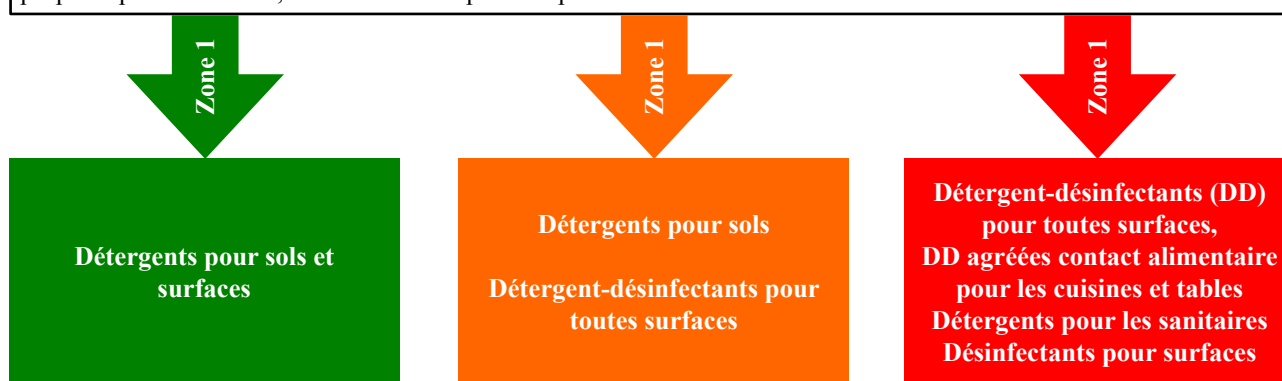 Zone 1
Zone 1
Zone 1
Détergents pour sols et
surfaces
Détergents pour sols
Détergent-désinfectants pour
toutes surfaces
Détergent-désinfectants (DD)
pour toutes surfaces,
DD agréées contact alimentaire
pour les cuisines et tables
Détergents pour les sanitaires
Désinfectants pour surfaces